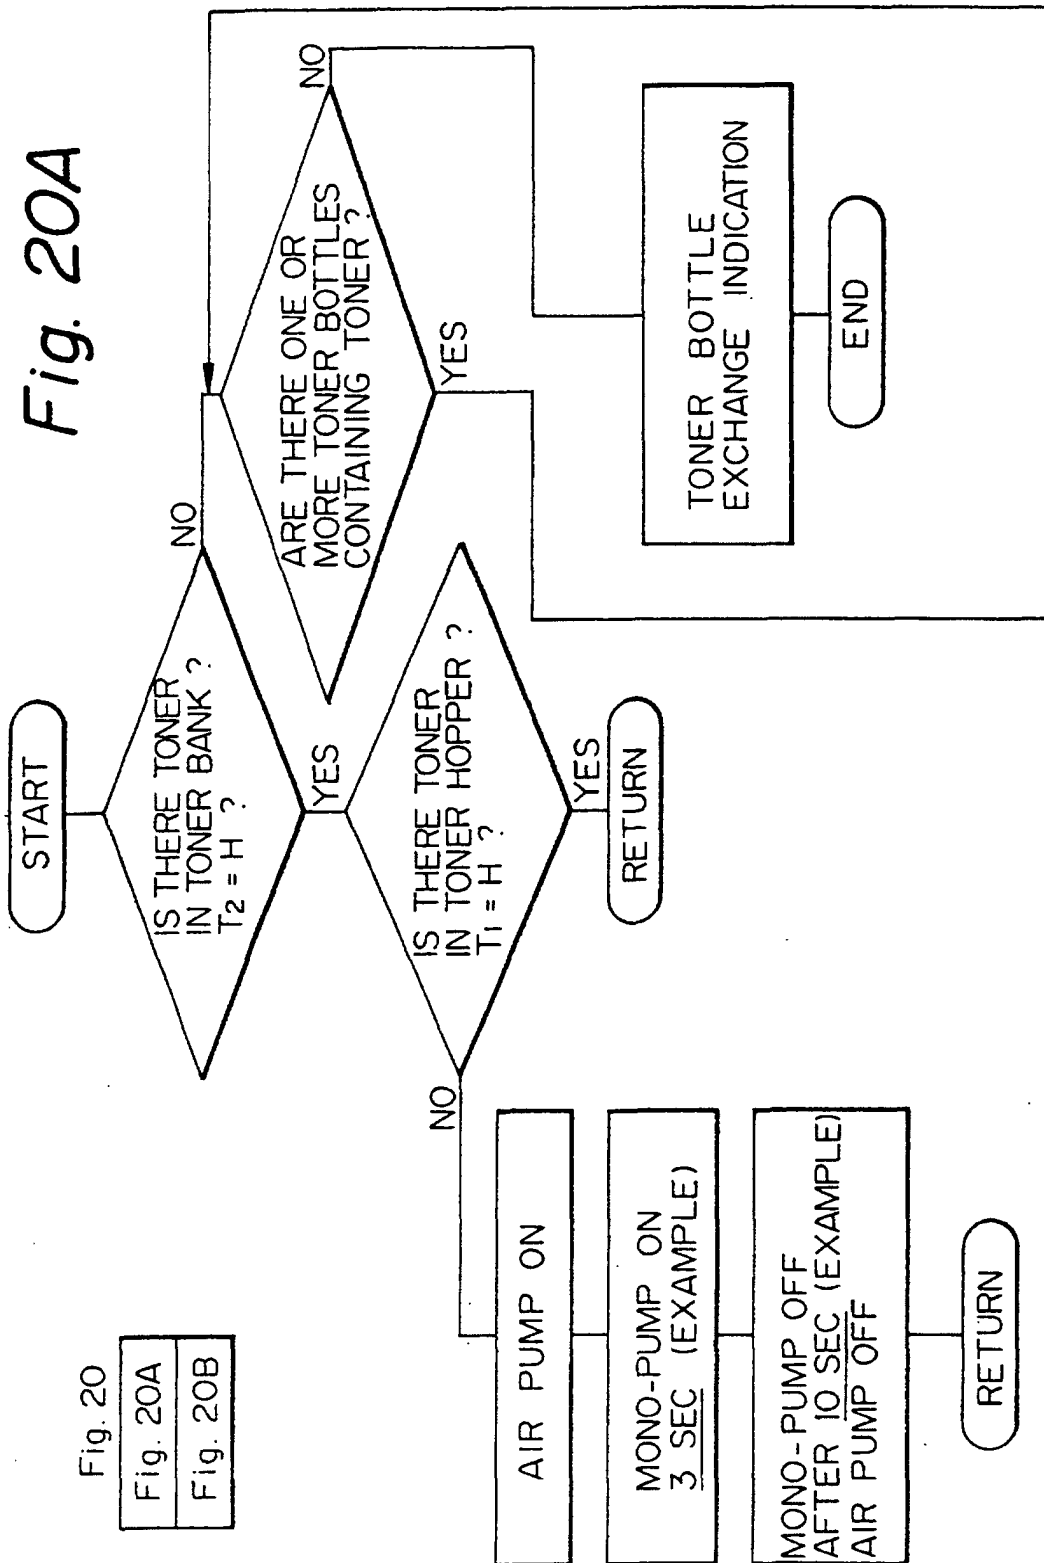 Fig. 20A
Fig. 20
Fig. 20A
Fig. 20B
START
IS THERE TONER
IN TONER BANK ?
T2 = H ?
NO
YES
ARE THERE ONE OR
MORE TONER BOTTLES
CONTAINING TONER ?
NO
YES
IS THERE TONER
IN TONER HOPPER ?
T1 = H ?
NO
YES
RETURN
AIR PUMP ON
MONO-PUMP ON
3 SEC (EXAMPLE)
MONO-PUMP OFF
AFTER 10 SEC (EXAMPLE)
AIR PUMP OFF
RETURN
TONER BOTTLE
EXCHANGE INDICATION
END